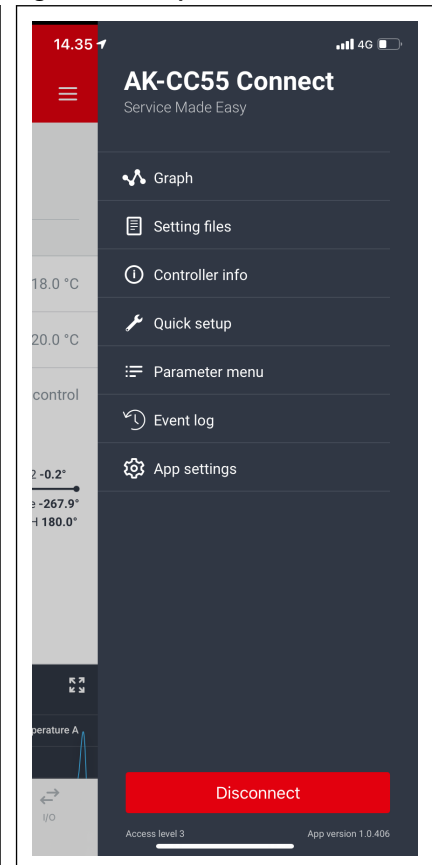 14.35
4G
AK-CC55 Connect
Service Made Easy
Graph
Setting files
18.0 °C
Controller info
Quick setup
20.0 °C
Parameter menu
control
Event log
App settings
2 -0.2°
e -267.9°
H 180.0°
perature A
I/O
Disconnect
Access level 3
App version 1.0.406